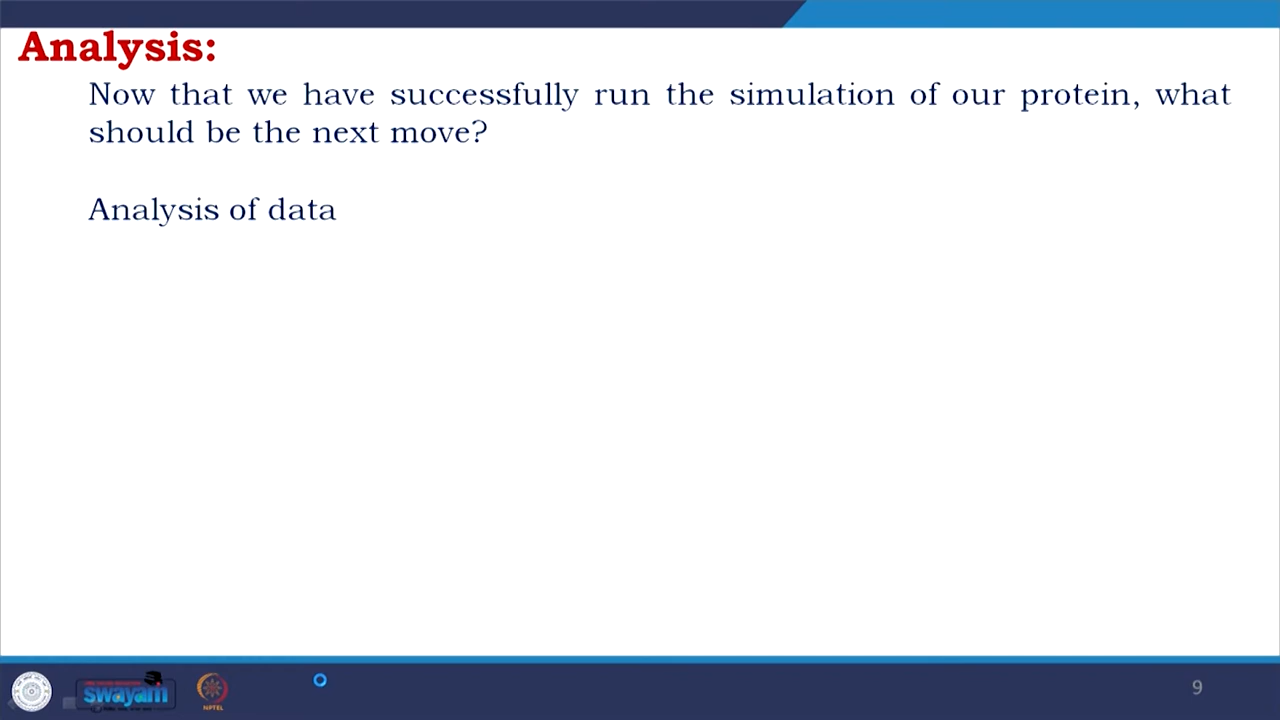 Analysis:
Now that we have successfully run the simulation of our protein, what
should be the next move?
Analysis of data
swayam
NPTEL
9